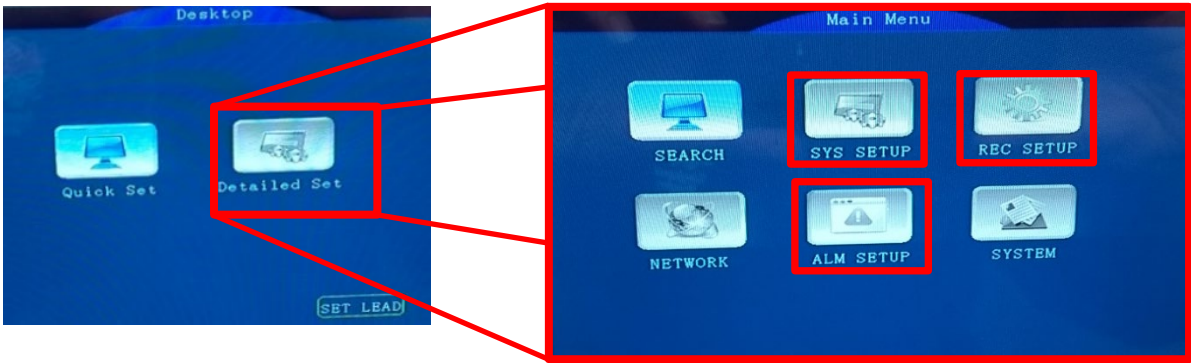 Desktop
Quick Set
Detailed Set
SET LEAD
Main Menu
SEARCH
SYS SETUP
REC SETUP
NETWORK
ALM SETUP
SYSTEM